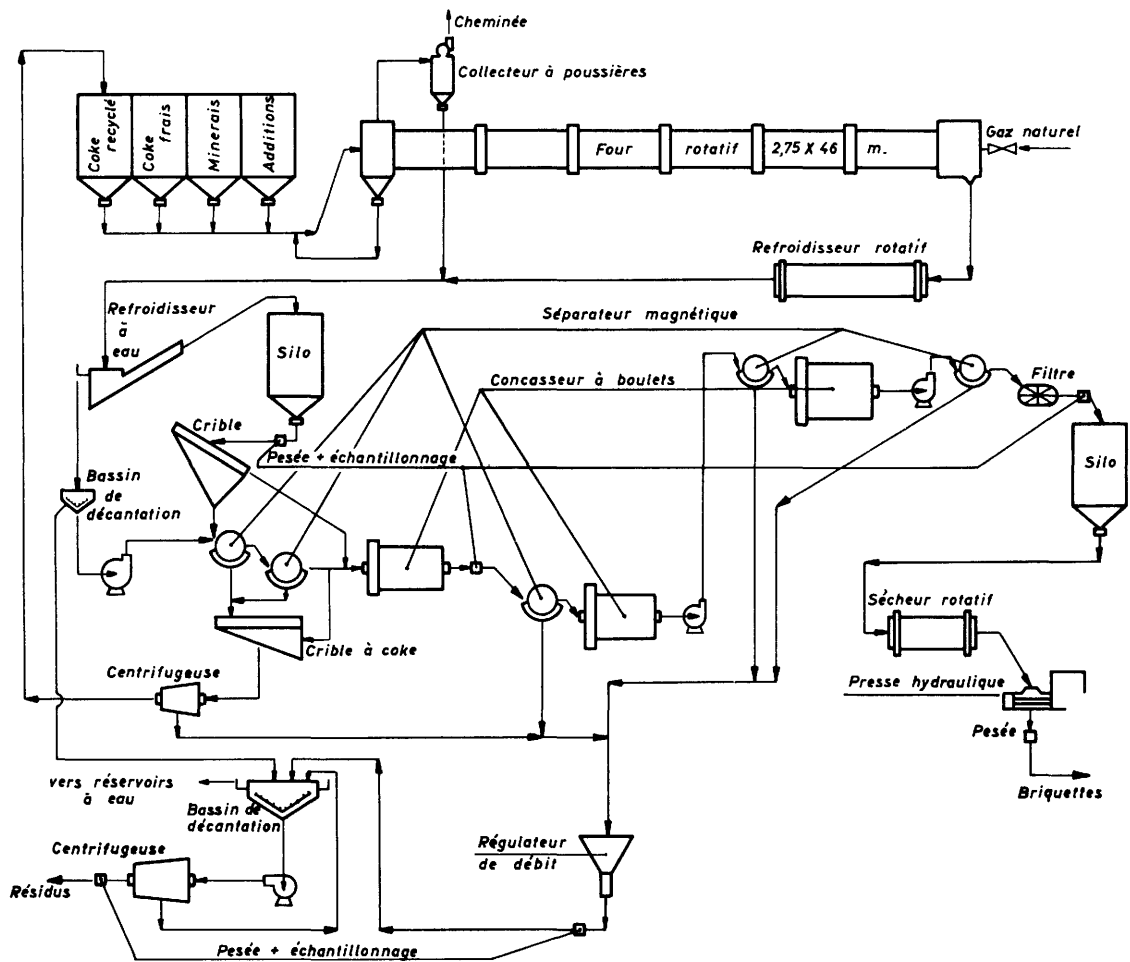 Cheminée
Collecteur à poussières
Coke
recyclé
Coke
frais
Minerais
Additions
Four rotatif 2,75 X 46 m.
Gaz naturel
Refroidisseur rotatif
Refroidisseur
à
eau
Silo
Séparateur magnétique
Concasseur à boulets
Filtre
Crible
Pesée + échantillonnage
Silo
Bassin
de
décantation
Sécheur rotatif
Crible à coke
Centrifugeuse
Presse hydraulique
Pesée
Briquettes
vers réservoirs
à eau
Bassin de
décantation
Régulateur
de débit
Centrifugeuse
Résidus
Pesée + échantillonnage